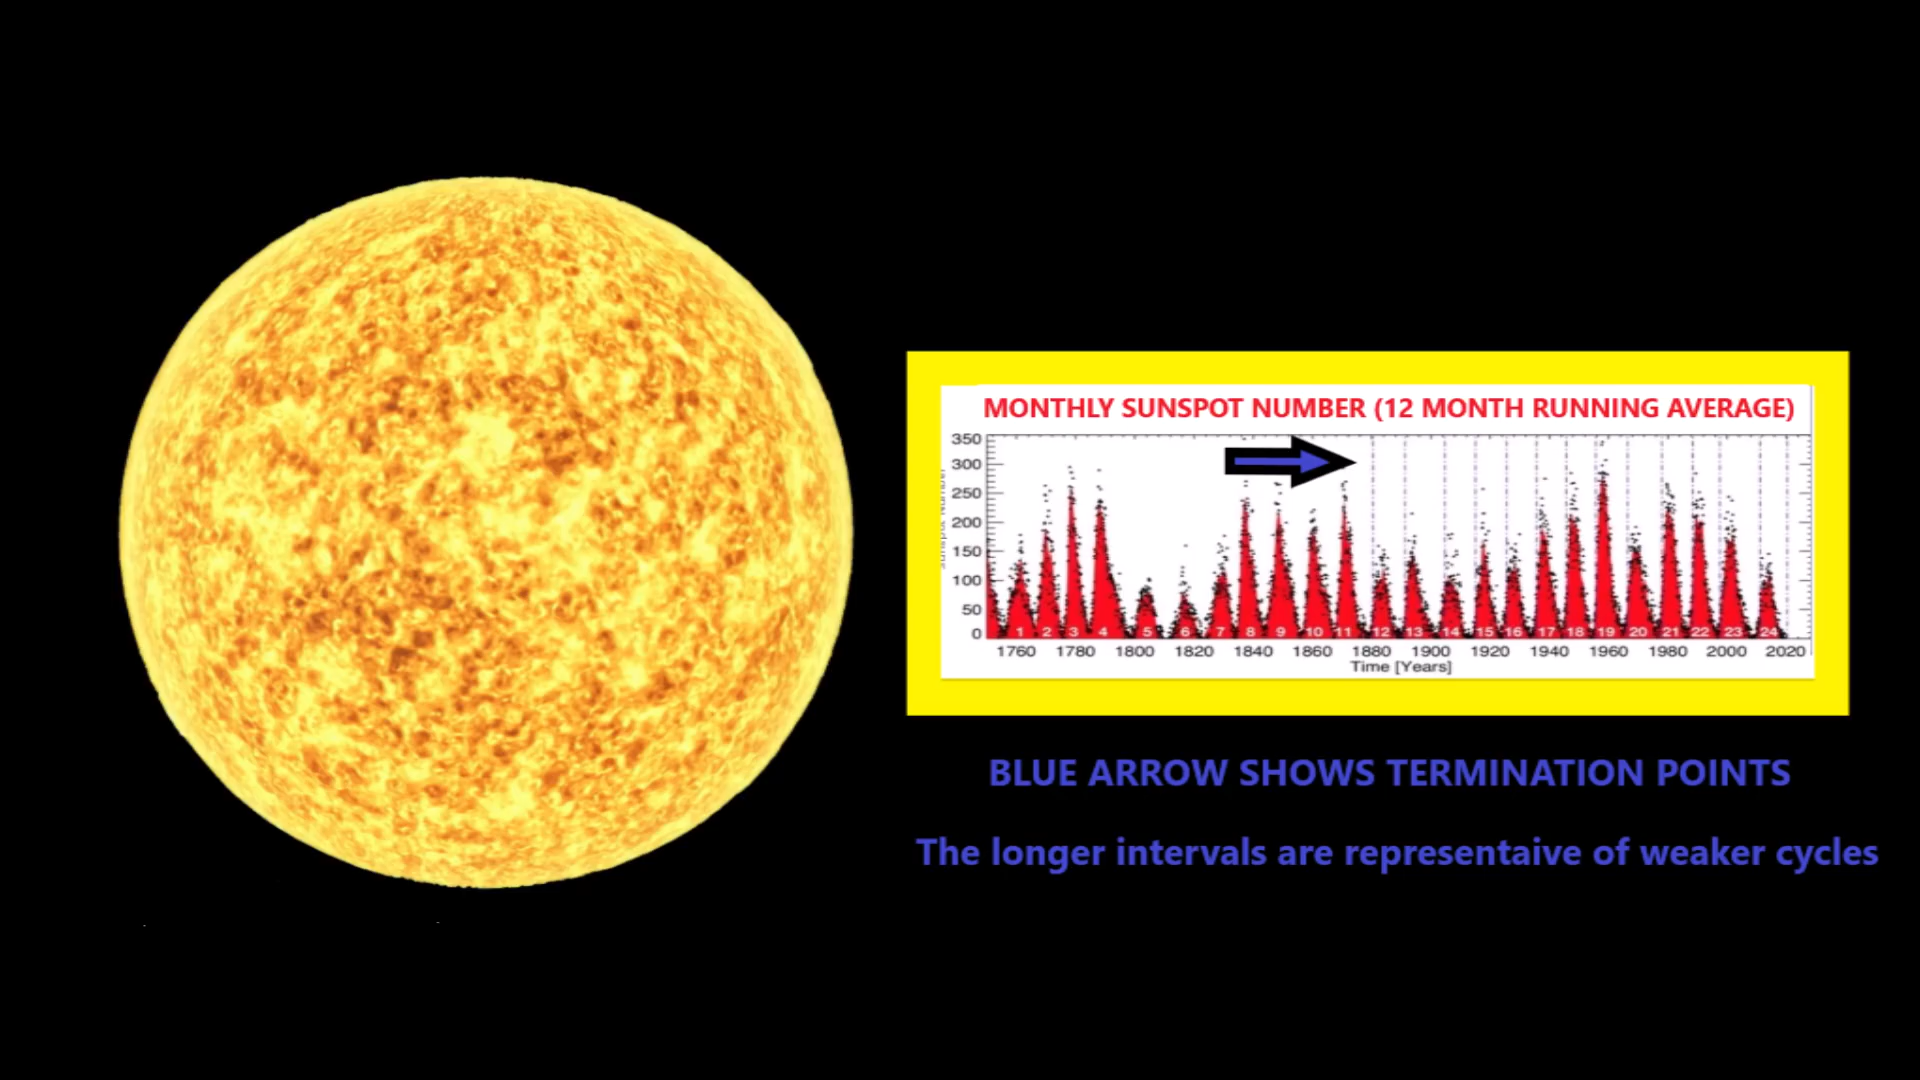 MONTHLY SUNSPOT NUMBER (12 MONTH RUNNING AVERAGE)
350
300
250
200
150
100
50
0
1 2 3 4 5 6 7 8 9 10 11 12 13 14 15 16 17 18 19 20 21 22 23 24
1760 1780 1800 1820 1840 1860 1880 1900 1920 1940 1960 1980 2000 2020
Time [Years]
BLUE ARROW SHOWS TERMINATION POINTS
The longer intervals are representaive of weaker cycles